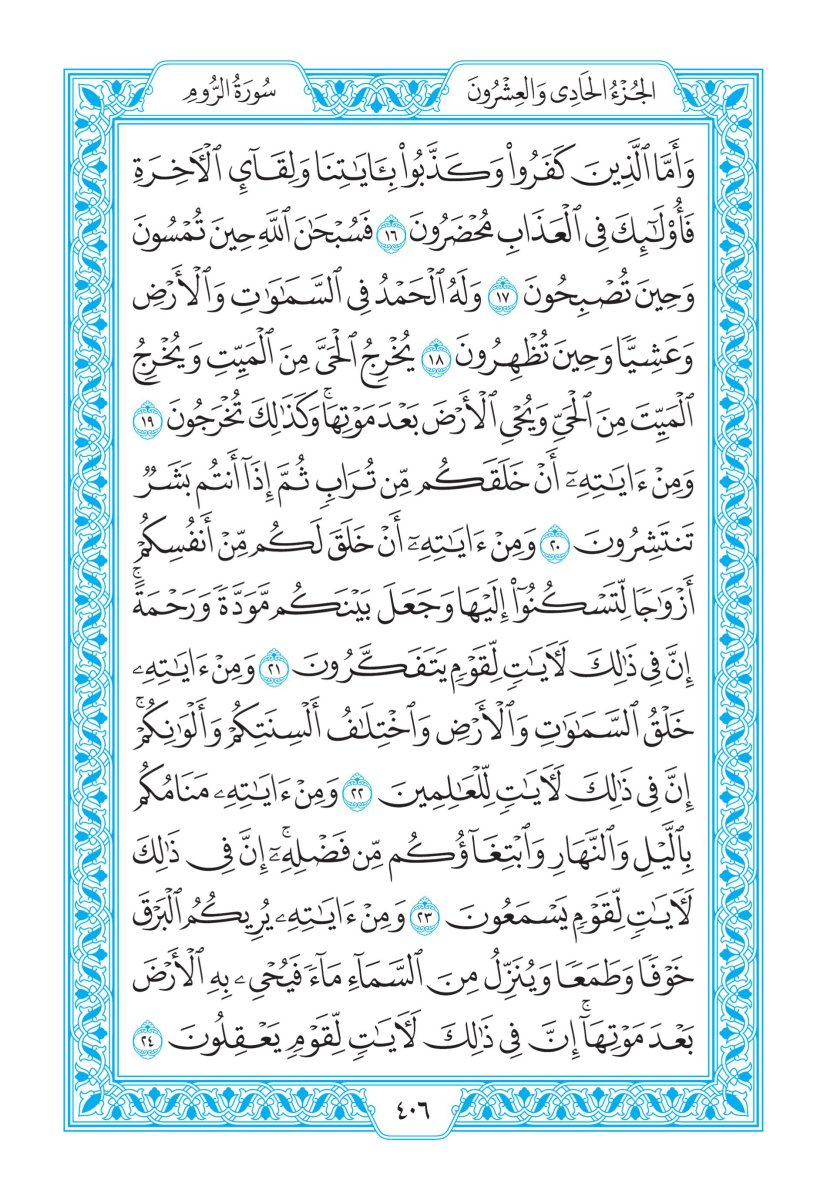 سُورَةُ الرُّومِ
الجُزْءُ الحَادِي وَالعِشْرُونَ
وَأَمَّا ٱلَّذِينَ كَفَرُواْ وَكَذَّبُواْ بِـَٔايَٰتِنَا وَلِقَآيِٕ ٱلۡأٓخِرَةِ
فَأُوْلَٰٓئِكَ فِي ٱلۡعَذَابِ مُحۡضَرُونَ ١٦ فَسُبۡحَٰنَ ٱللَّهِ حِينَ تُمۡسُونَ
وَحِينَ تُصۡبِحُونَ ١٧ وَلَهُ ٱلۡحَمۡدُ فِي ٱلسَّمَٰوَٰتِ وَٱلۡأَرۡضِ
وَعَشِيّٗا وَحِينَ تُظۡهِرُونَ ١٨ يُخۡرِجُ ٱلۡحَيَّ مِنَ ٱلۡمَيِّتِ وَيُخۡرِجُ
ٱلۡمَيِّتَ مِنَ ٱلۡحَيِّ وَيُحۡيِ ٱلۡأَرۡضَ بَعۡدَ مَوۡتِهَاۚ وَكَذَٰلِكَ تُخۡرَجُونَ ١٩
وَمِنۡ ءَايَٰتِهِۦٓ أَنۡ خَلَقَكُم مِّن تُرَابٖ ثُمَّ إِذَآ أَنتُم بَشَرٞ
تَنتَشِرُونَ ٢٠ وَمِنۡ ءَايَٰتِهِۦٓ أَنۡ خَلَقَ لَكُم مِّنۡ أَنفُسِكُمۡ
أَزۡوَٰجٗا لِّتَسۡكُنُوٓاْ إِلَيۡهَا وَجَعَلَ بَيۡنَكُم مَّوَدَّةٗ وَرَحۡمَةًۚ
إِنَّ فِي ذَٰلِكَ لَأٓيَٰتٖ لِّقَوۡمٖ يَتَفَكَّرُونَ ٢١ وَمِنۡ ءَايَٰتِهِۦ
خَلۡقُ ٱلسَّمَٰوَٰتِ وَٱلۡأَرۡضِ وَٱخۡتِلَٰفُ أَلۡسِنَتِكُمۡ وَأَلۡوَٰنِكُمۡۚ
إِنَّ فِي ذَٰلِكَ لَأٓيَٰتٖ لِّلۡعَٰلِمِينَ ٢٢ وَمِنۡ ءَايَٰتِهِۦ مَنَامُكُم
بِٱلَّيۡلِ وَٱلنَّهَارِ وَٱبۡتِغَآؤُكُم مِّن فَضۡلِهِۦٓۚ إِنَّ فِي ذَٰلِكَ
لَأٓيَٰتٖ لِّقَوۡمٖ يَسۡمَعُونَ ٢٣ وَمِنۡ ءَايَٰتِهِۦ يُرِيكُمُ ٱلۡبَرۡقَ
خَوۡفٗا وَطَمَعٗا وَيُنَزِّلُ مِنَ ٱلسَّمَآءِ مَآءٗ فَيُحۡيِۦ بِهِ ٱلۡأَرۡضَ
بَعۡدَ مَوۡتِهَآۚ إِنَّ فِي ذَٰلِكَ لَأٓيَٰتٖ لِّقَوۡمٖ يَعۡقِلُونَ ٢٤
٤٠٦